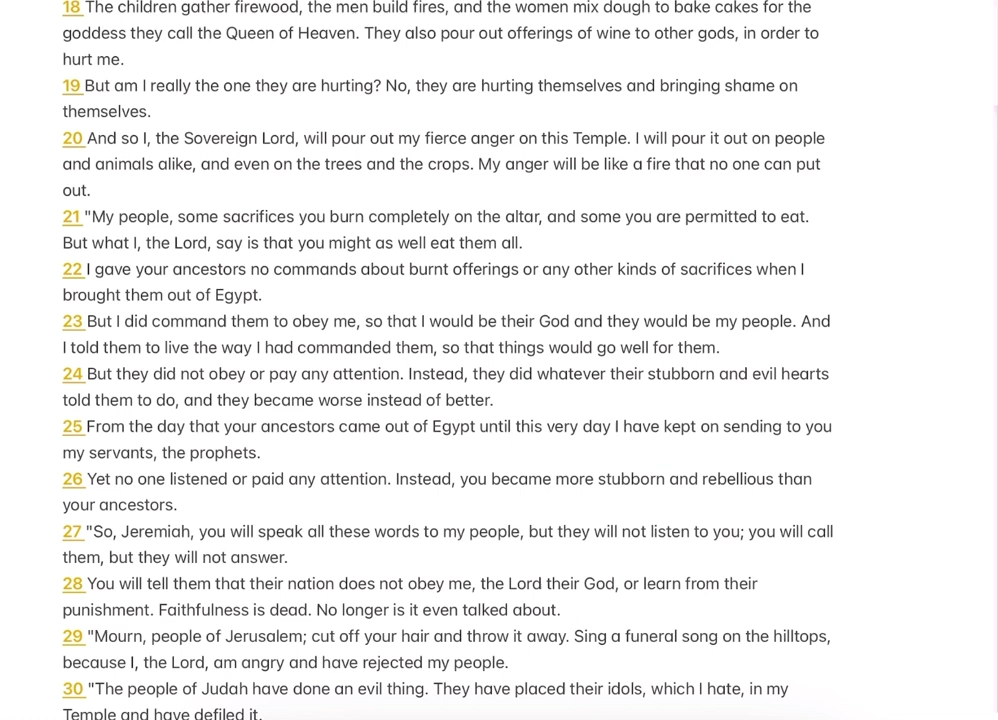 18 The children gather firewood, the men build fires, and the women mix dough to bake cakes for the
goddess they call the Queen of Heaven. They also pour out offerings of wine to other gods, in order to
hurt me.
19 But am I really the one they are hurting? No, they are hurting themselves and bringing shame on
themselves.
20 And so I, the Sovereign Lord, will pour out my fierce anger on this Temple. I will pour it out on people
and animals alike, and even on the trees and the crops. My anger will be like a fire that no one can put
out.
21 "My people, some sacrifices you burn completely on the altar, and some you are permitted to eat.
But what I, the Lord, say is that you might as well eat them all.
22 I gave your ancestors no commands about burnt offerings or any other kinds of sacrifices when I
brought them out of Egypt.
23 But I did command them to obey me, so that I would be their God and they would be my people. And
I told them to live the way I had commanded them, so that things would go well for them.
24 But they did not obey or pay any attention. Instead, they did whatever their stubborn and evil hearts
told them to do, and they became worse instead of better.
25 From the day that your ancestors came out of Egypt until this very day I have kept on sending to you
my servants, the prophets.
26 Yet no one listened or paid any attention. Instead, you became more stubborn and rebellious than
your ancestors.
27 "So, Jeremiah, you will speak all these words to my people, but they will not listen to you; you will call
them, but they will not answer.
28 You will tell them that their nation does not obey me, the Lord their God, or learn from their
punishment. Faithfulness is dead. No longer is it even talked about.
29 "Mourn, people of Jerusalem; cut off your hair and throw it away. Sing a funeral song on the hilltops,
because I, the Lord, am angry and have rejected my people.
30 "The people of Judah have done an evil thing. They have placed their idols, which I hate, in my
Temple and have defiled it.